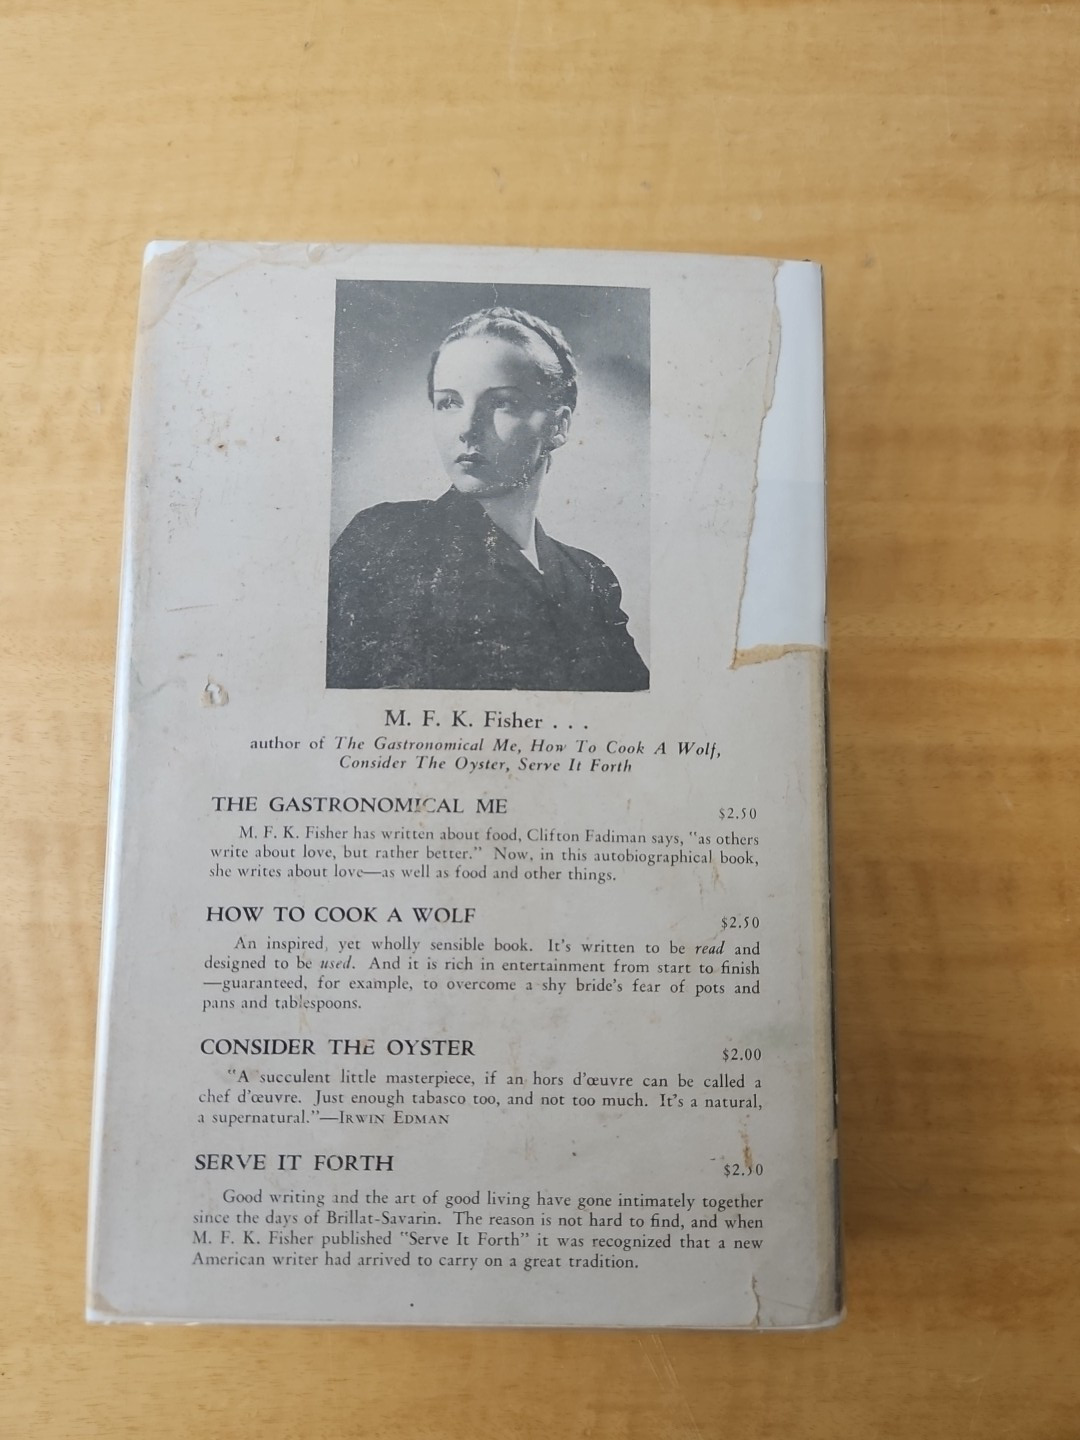 M. F. K. Fisher . . .
author of The Gastronomical Me, How To Cook A Wolf,
Consider The Oyster, Serve It Forth
THE GASTRONOMICAL ME $2.50
M. F. K. Fisher has written about food, Clifton Fadiman says, "as others
write about love, but rather better." Now, in this autobiographical book,
she writes about love—as well as food and other things.
HOW TO COOK A WOLF $2.50
An inspired, yet wholly sensible book. It's written to be read and
designed to be used. And it is rich in entertainment from start to finish
—guaranteed, for example, to overcome a shy bride's fear of pots and
pans and tablespoons.
CONSIDER THE OYSTER $2.00
"A succulent little masterpiece, if an hors d'œuvre can be called a
chef d'œuvre. Just enough tabasco too, and not too much. It's a natural,
a supernatural."—IRWIN EDMAN
SERVE IT FORTH $2.50
Good writing and the art of good living have gone intimately together
since the days of Brillat-Savarin. The reason is not hard to find, and when
M. F. K. Fisher published "Serve It Forth" it was recognized that a new
American writer had arrived to carry on a great tradition.